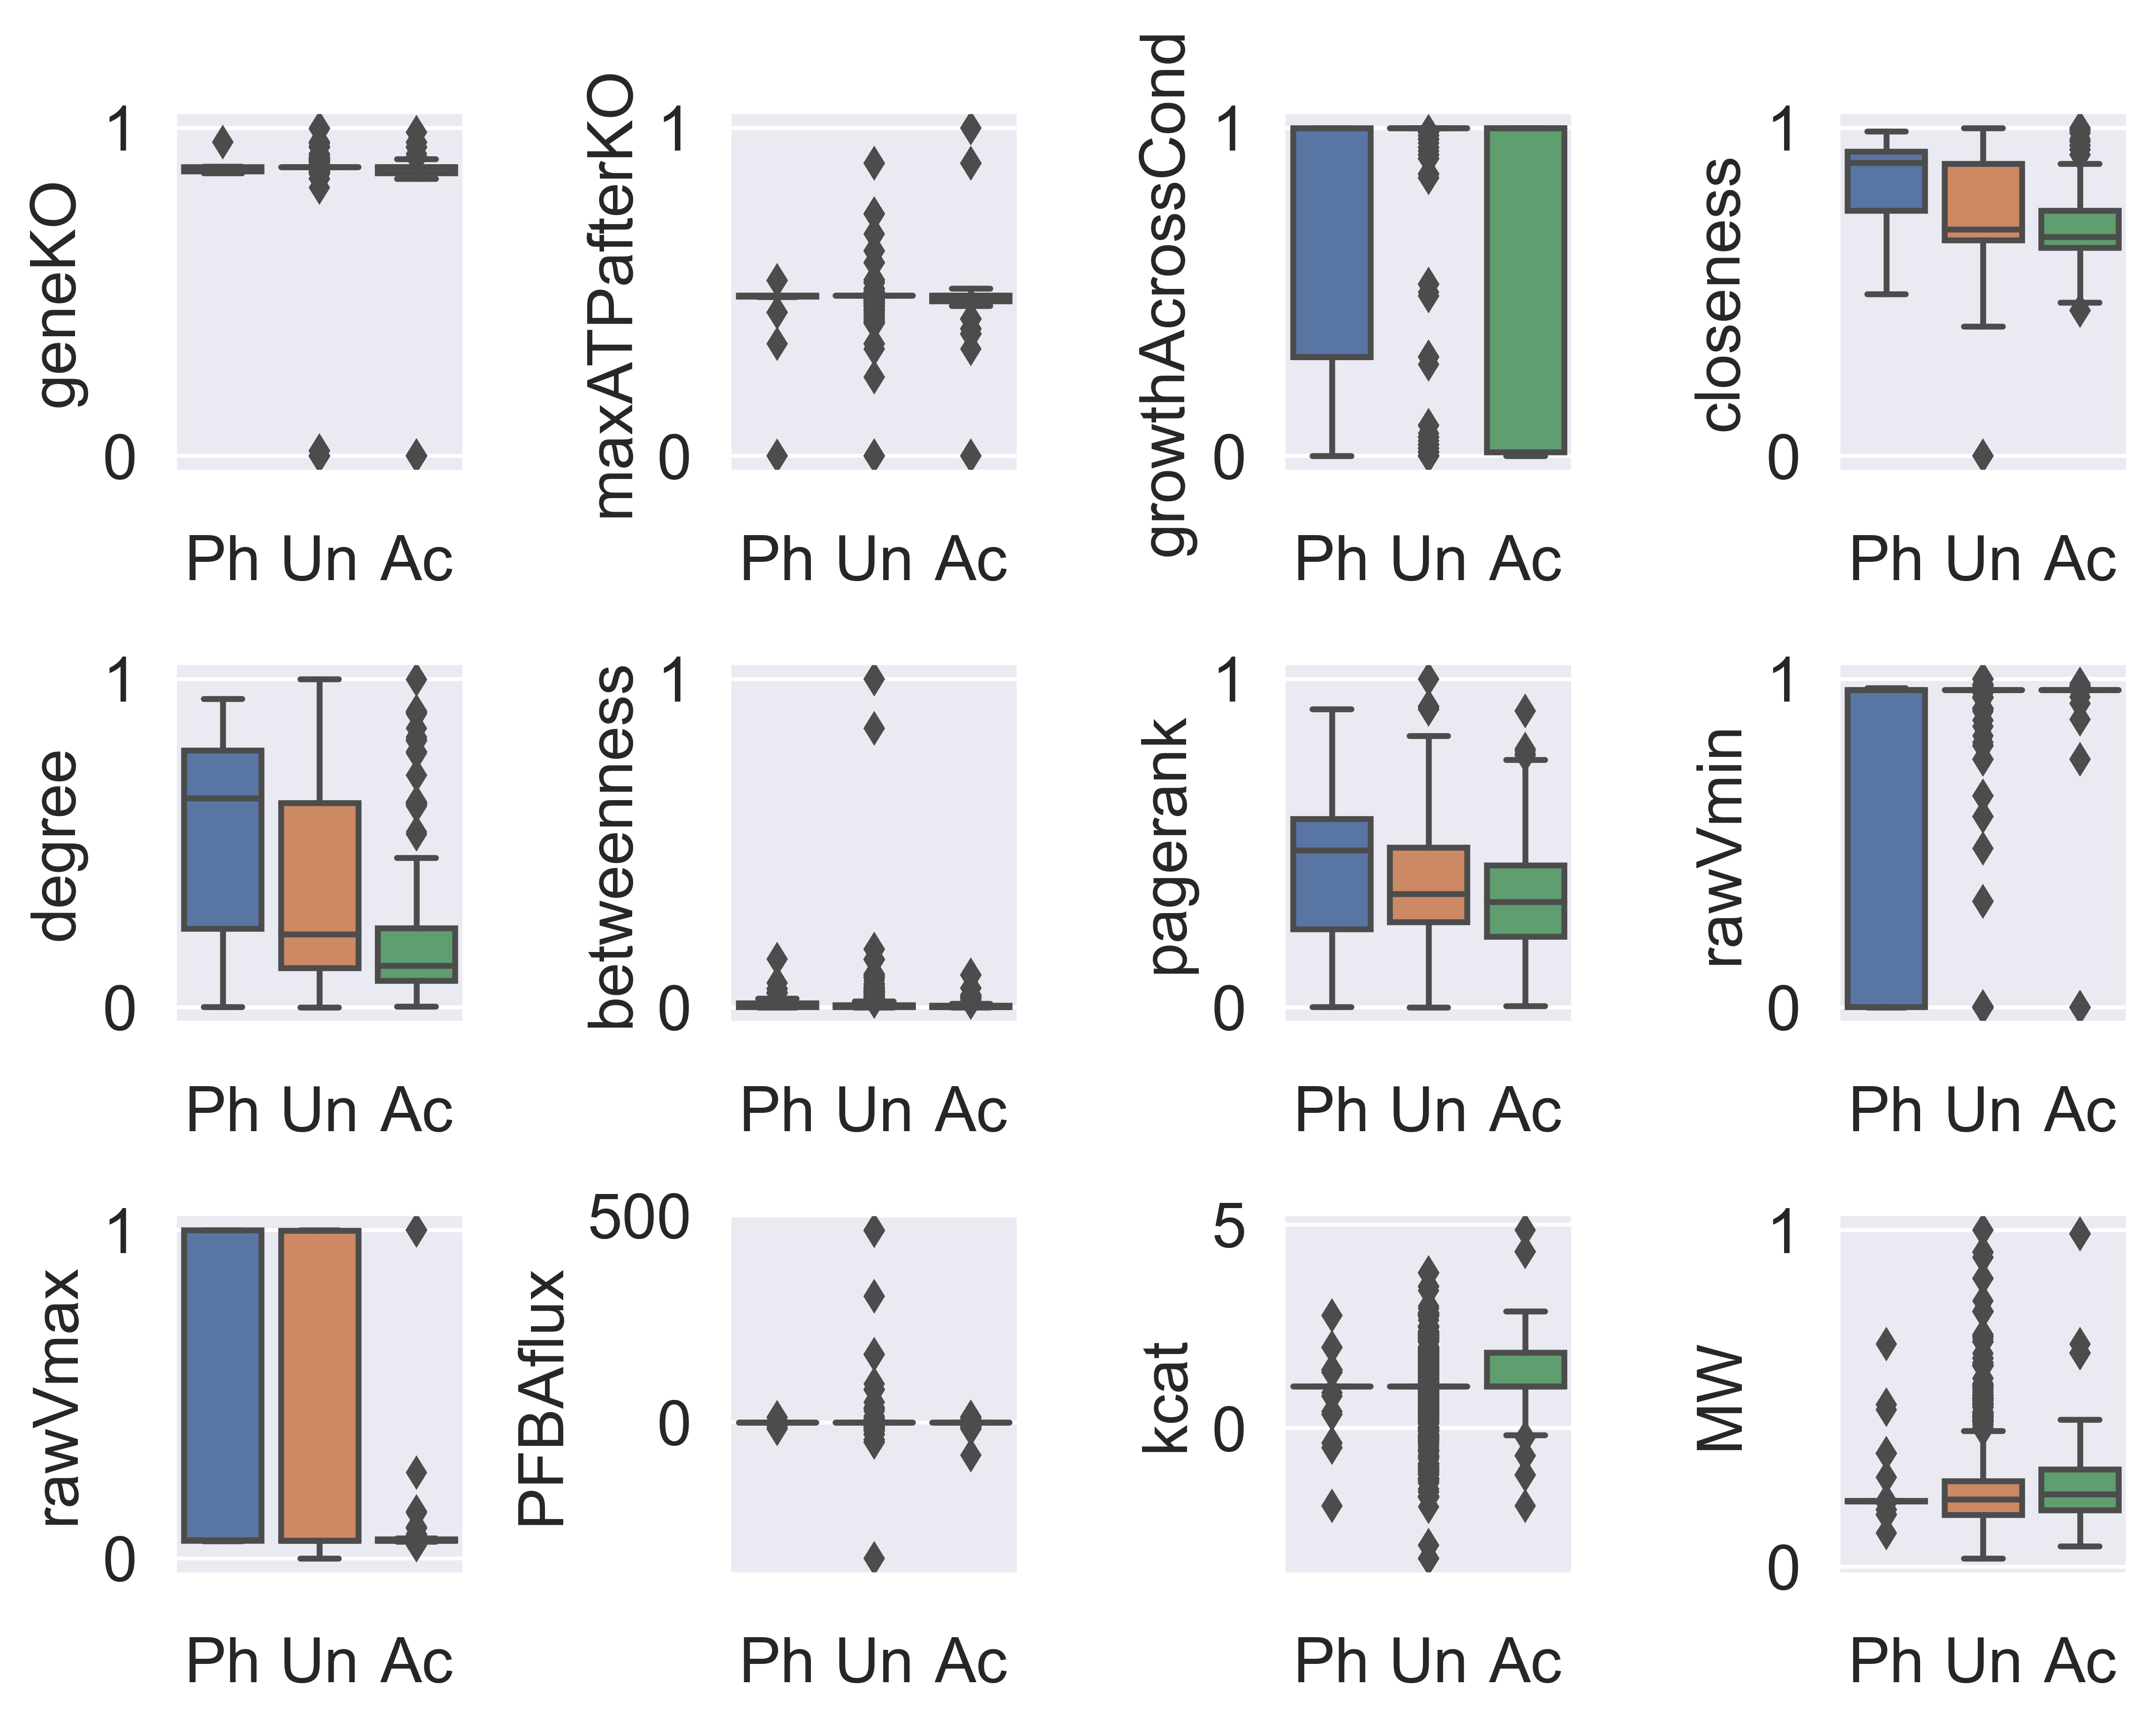 geneKO
1
0
Ph Un Ac
maxATPafterKO
1
0
Ph Un Ac
growthAcrossCond
1
0
Ph Un Ac
closeness
1
0
Ph Un Ac
degree
1
0
Ph Un Ac
betweenness
1
0
Ph Un Ac
pagerank
1
0
Ph Un Ac
rawVmin
1
0
Ph Un Ac
rawVmax
1
0
Ph Un Ac
PFBAflux
500
0
Ph Un Ac
kcat
5
0
Ph Un Ac
MW
1
0
Ph Un Ac